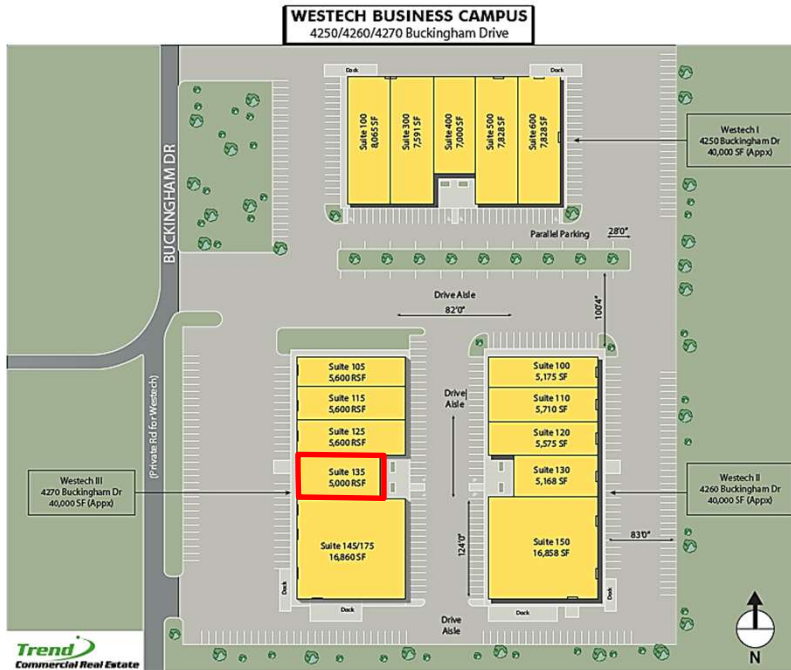 WESTECH BUSINESS CAMPUS
4250/4260/4270 Buckingham Drive
Dock
Dock
Suite 100
8,065 SF
Suite 300
7,591 SF
Suite 400
7,000 SF
Suite 500
7,828 SF
Suite 600
7,828 SF
Westech I
4250 Buckingham Dr
40,000 SF (Appx)
BUCKINGHAM DR
Parallel Parking
28'0"
Drive Aisle
82'0"
100'4"
Suite 105
5,600 RSF
Suite 115
5,600 RSF
Suite 125
5,600 RSF
Suite 135
5,000 RSF
Suite 145/175
16,860 SF
Drive
Aisle
Suite 100
5,175 SF
Suite 110
5,710 SF
Suite 120
5,575 SF
Suite 130
5,168 SF
Suite 150
16,858 SF
(Private Rd for Westech)
Westech III
4270 Buckingham Dr
40,000 SF (Appx)
Westech II
4260 Buckingham Dr
40,000 SF (Appx)
124'0"
83'0"
Dock
Dock
Dock
Dock
Drive
Aisle
N
Trend
Commercial Real Estate